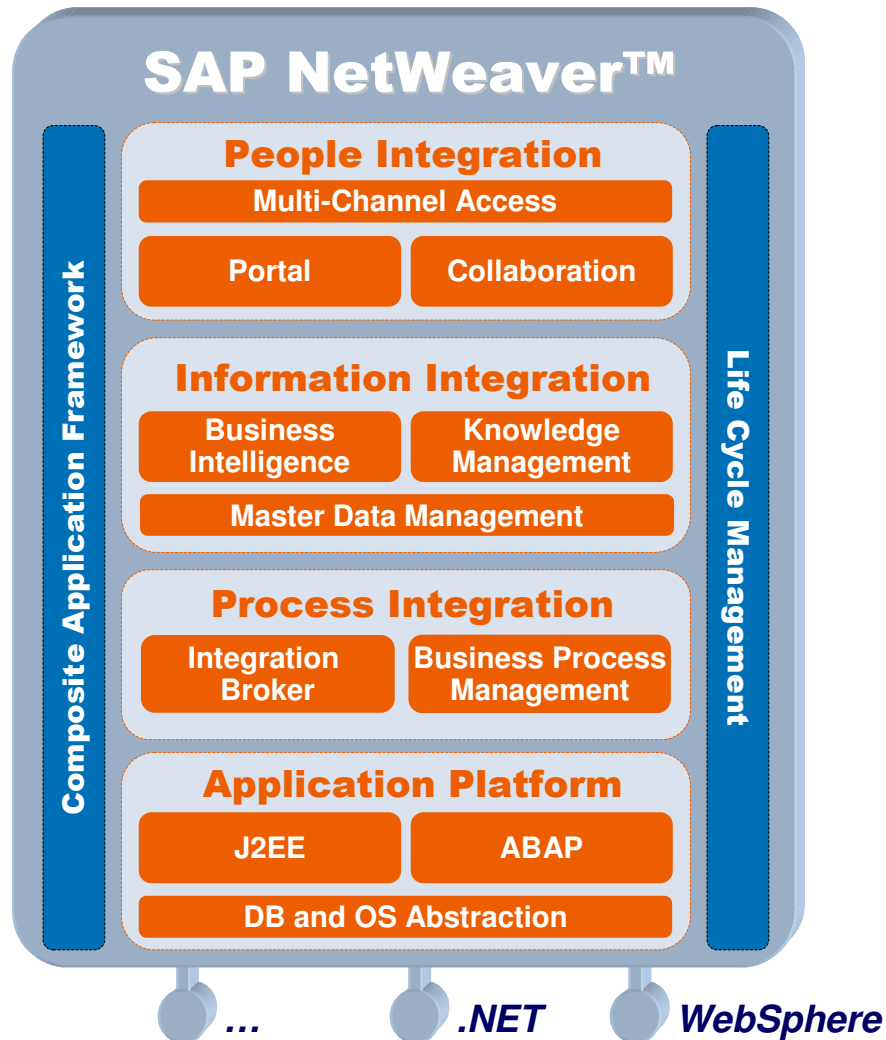 SAP NetWeaver™
Composite Application Framework
People Integration
Multi-Channel Access
Portal
Collaboration
Information Integration
Business
Intelligence
Knowledge
Management
Master Data Management
Process Integration
Integration
Broker
Business Process
Management
Application Platform
J2EE
ABAP
DB and OS Abstraction
Life Cycle Management
...
.NET
WebSphere